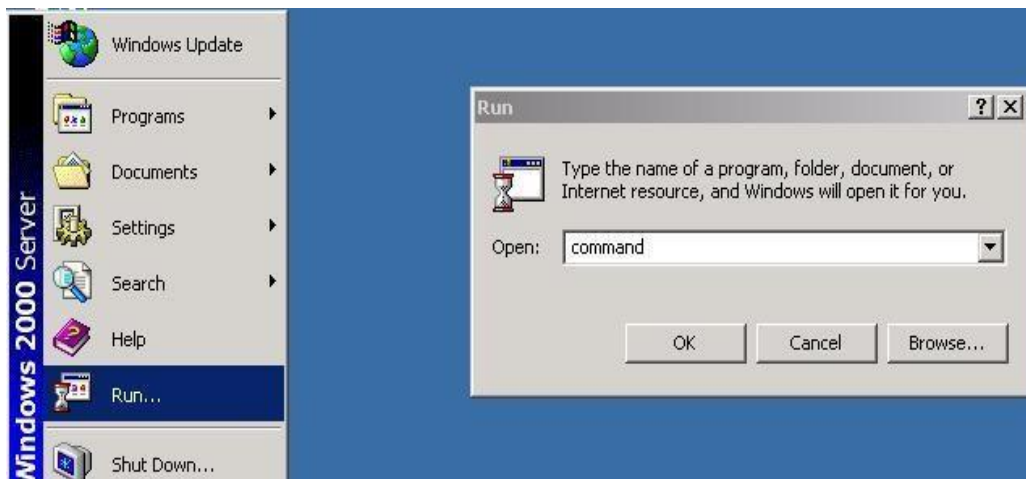 Windows Update
Programs
Documents
Settings
Search
Help
Run...
Shut Down...
Windows 2000 Server
Run
Type the name of a program, folder, document, or
Internet resource, and Windows will open it for you.
Open:
command
OK
Cancel
Browse...